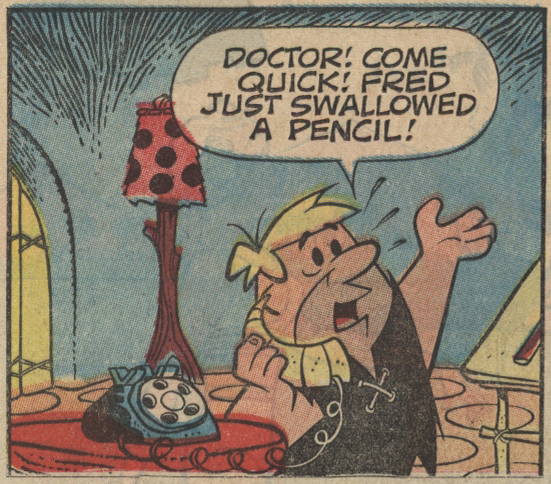 DOCTOR! COME
QUICK! FRED
JUST SWALLOWED
A PENCIL!